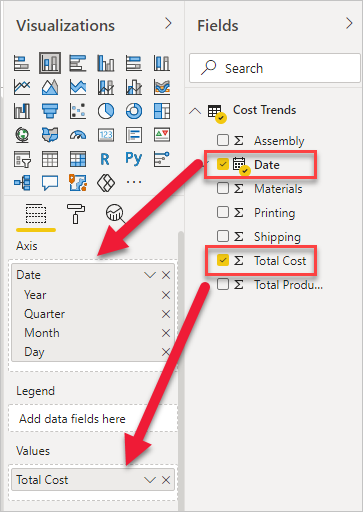 Visualizations
R Py
123
Axis
Date
Year
Quarter
Month
Day
Legend
Add data fields here
Values
Total Cost
Fields
Search
Cost Trends
Σ Assembly
Date
Σ Materials
Σ Printing
Σ Shipping
Σ Total Cost
Σ Total Produ...